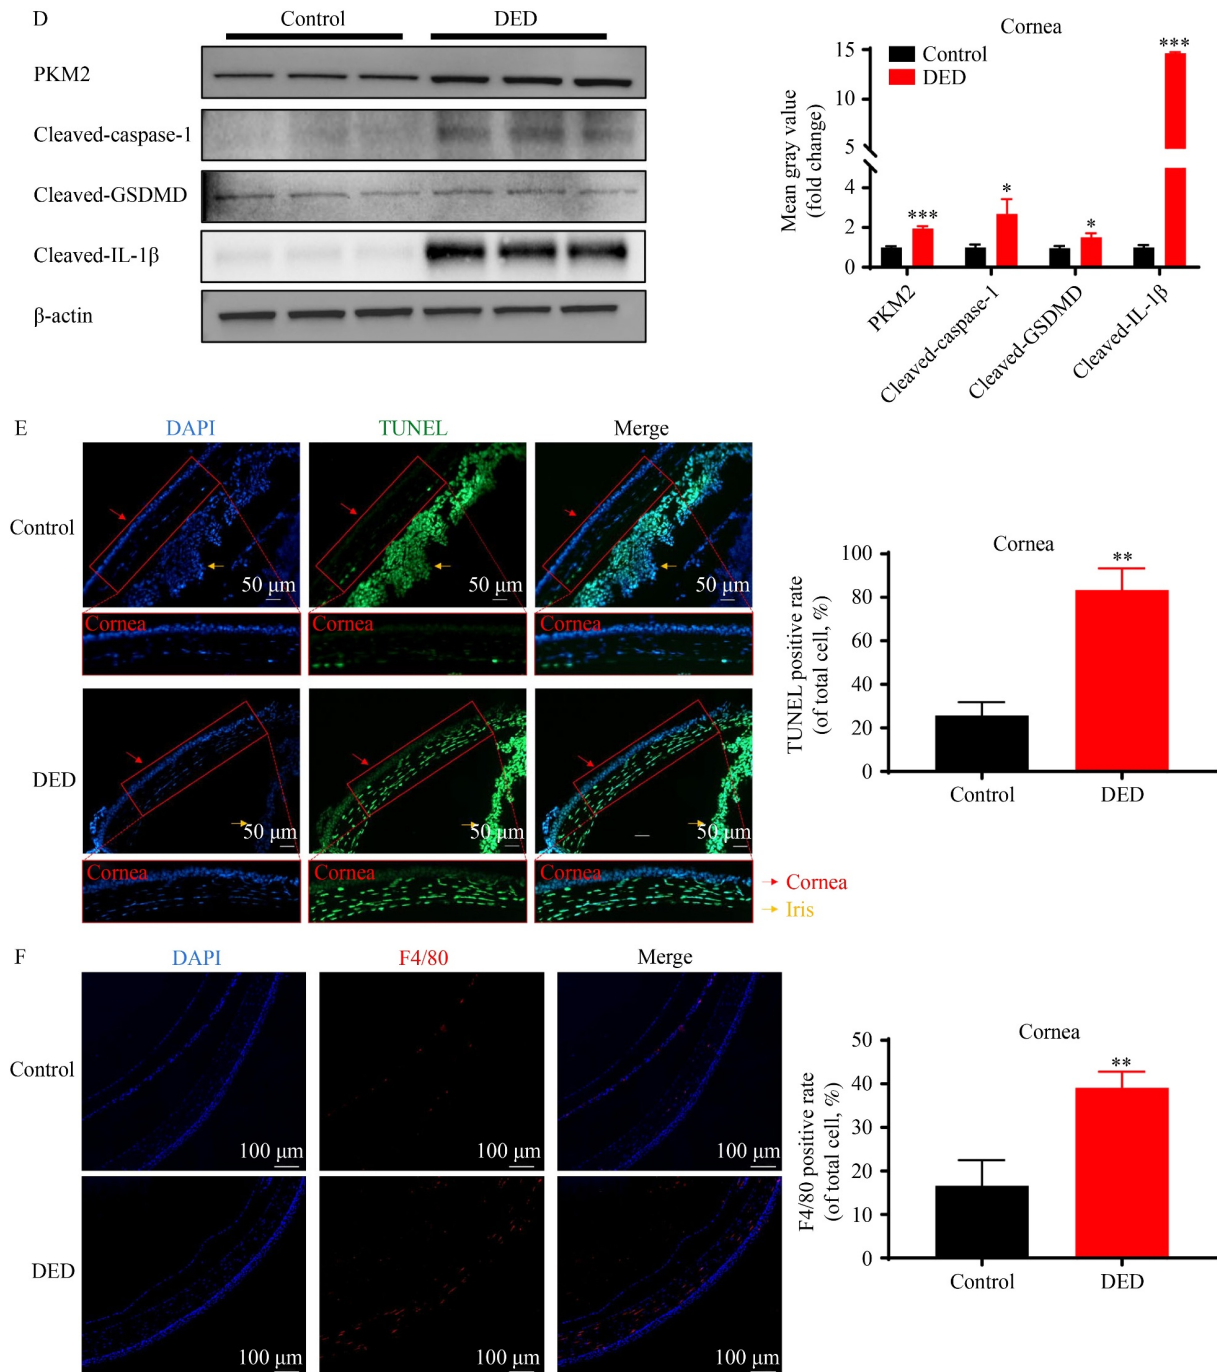 D
Control
DED
PKM2
Cleaved-caspase-1
Cleaved-GSDMD
Cleaved-IL-1β
β-actin
Cornea
Control
DED
Mean gray value
(fold change)
15
10
5
4
2
0
***
*
*
***
PKM2
Cleaved-caspase-1
Cleaved-GSDMD
Cleaved-IL-1β
E
DAPI
TUNEL
Merge
Control
50 μm
50 μm
50 μm
Cornea
Cornea
Cornea
DED
50 μm
50 μm
50 μm
Cornea
Cornea
Cornea
Cornea
Iris
Cornea
TUNEL positive rate
(of total cell, %)
100
80
60
40
20
0
**
Control
DED
F
DAPI
F4/80
Merge
Control
100 μm
100 μm
100 μm
DED
100 μm
100 μm
100 μm
Cornea
F4/80 positive rate
(of total cell, %)
50
40
30
20
10
0
**
Control
DED